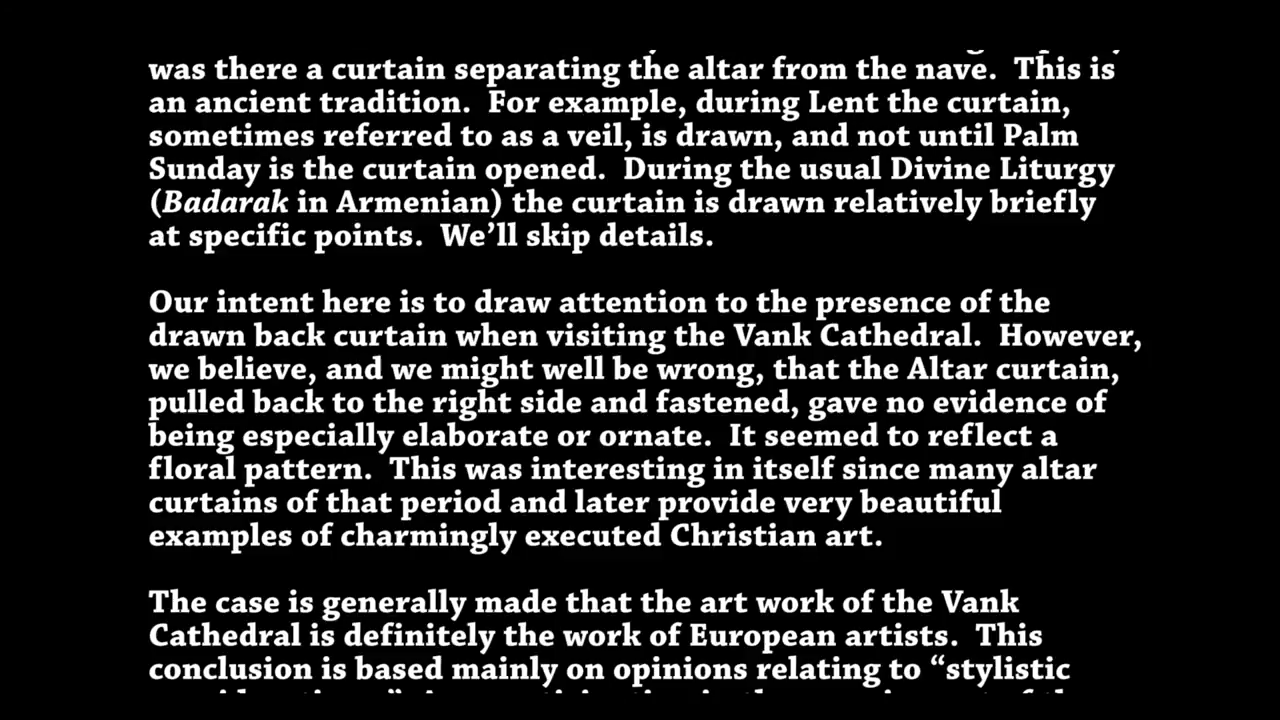 was there a curtain separating the altar from the nave.  This is
an ancient tradition.  For example, during Lent the curtain,
sometimes referred to as a veil, is drawn, and not until Palm
Sunday is the curtain opened.  During the usual Divine Liturgy
(Badarak in Armenian) the curtain is drawn relatively briefly
at specific points.  We’ll skip details.

Our intent here is to draw attention to the presence of the
drawn back curtain when visiting the Vank Cathedral.  However,
we believe, and we might well be wrong, that the Altar curtain,
pulled back to the right side and fastened, gave no evidence of
being especially elaborate or ornate.  It seemed to reflect a
floral pattern.  This was interesting in itself since many altar
curtains of that period and later provide very beautiful
examples of charmingly executed Christian art.

The case is generally made that the art work of the Vank
Cathedral is definitely the work of European artists.  This
conclusion is based mainly on opinions relating to “stylistic